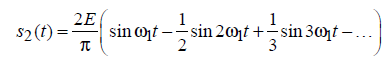 s₂(t) = 2E/π (sin ω₁t − 1/2 sin 2ω₁t + 1/3 sin 3ω₁t − ...)